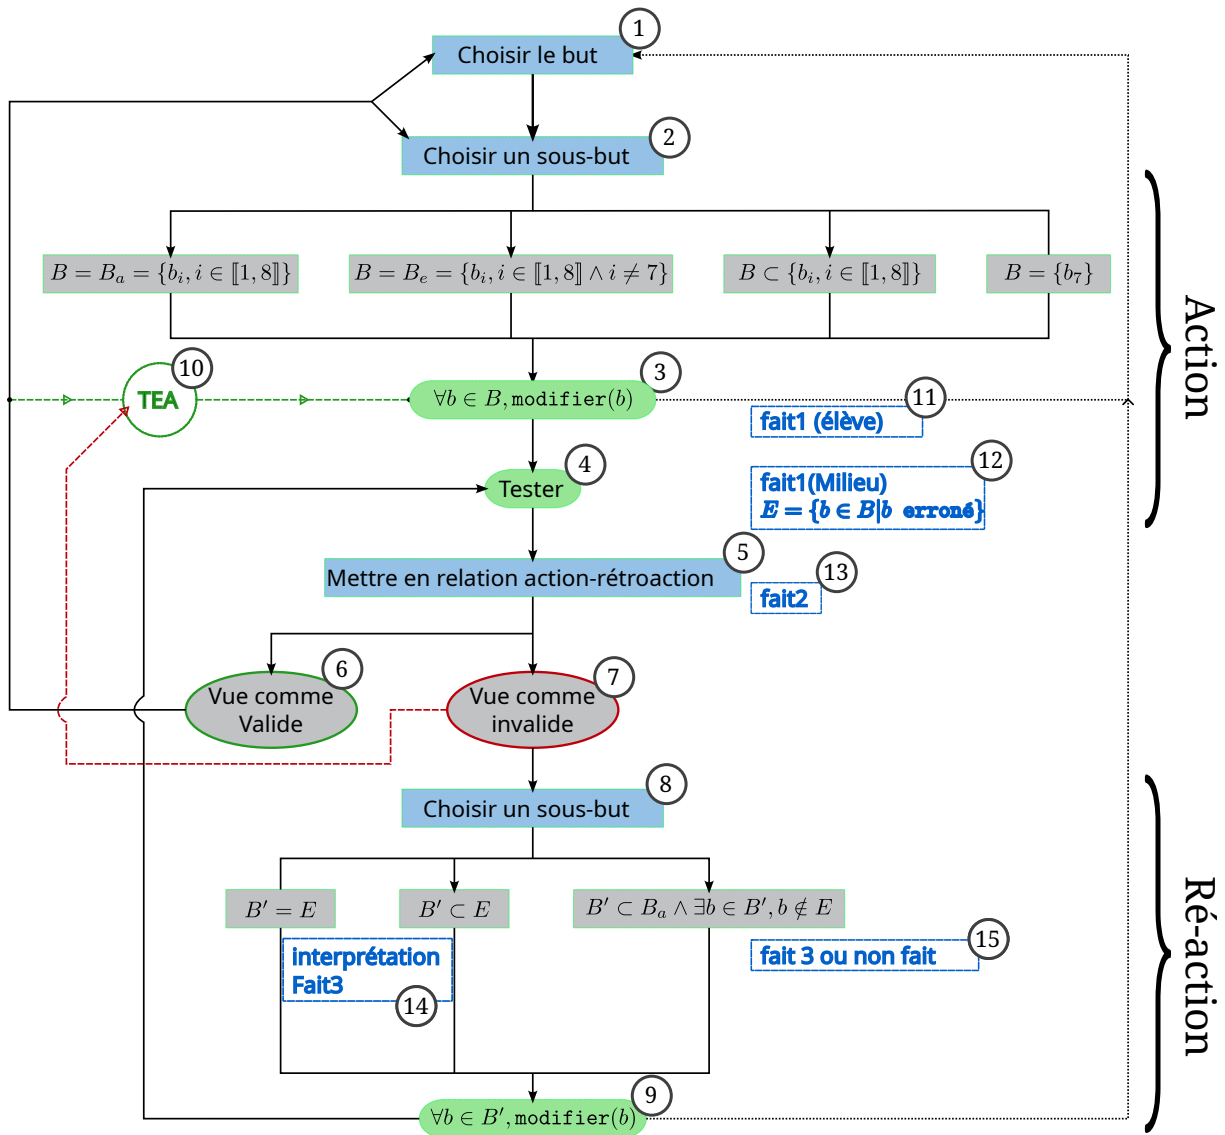 1
Choisir le but
2
Choisir un sous-but
B = B_a = {b_i, i ∈ ⟦1, 8⟧}
B = B_e = {b_i, i ∈ ⟦1, 8⟧ ∧ i ≠ 7}
B ⊂ {b_i, i ∈ ⟦1, 8⟧}
B = {b_7}
Action
10
TEA
3
∀b ∈ B, modifier(b)
11
fait1 (élève)
4
Tester
12
fait1(Milieu)
E = {b ∈ B|b erroné}
5
Mettre en relation action-rétroaction
13
fait2
6
Vue comme
Valide
7
Vue comme
invalide
8
Choisir un sous-but
B′ = E
B′ ⊂ E
B′ ⊂ B_a ∧ ∃b ∈ B′, b ∉ E
Ré-action
interprétation
Fait3
14
15
fait 3 ou non fait
9
∀b ∈ B′, modifier(b)